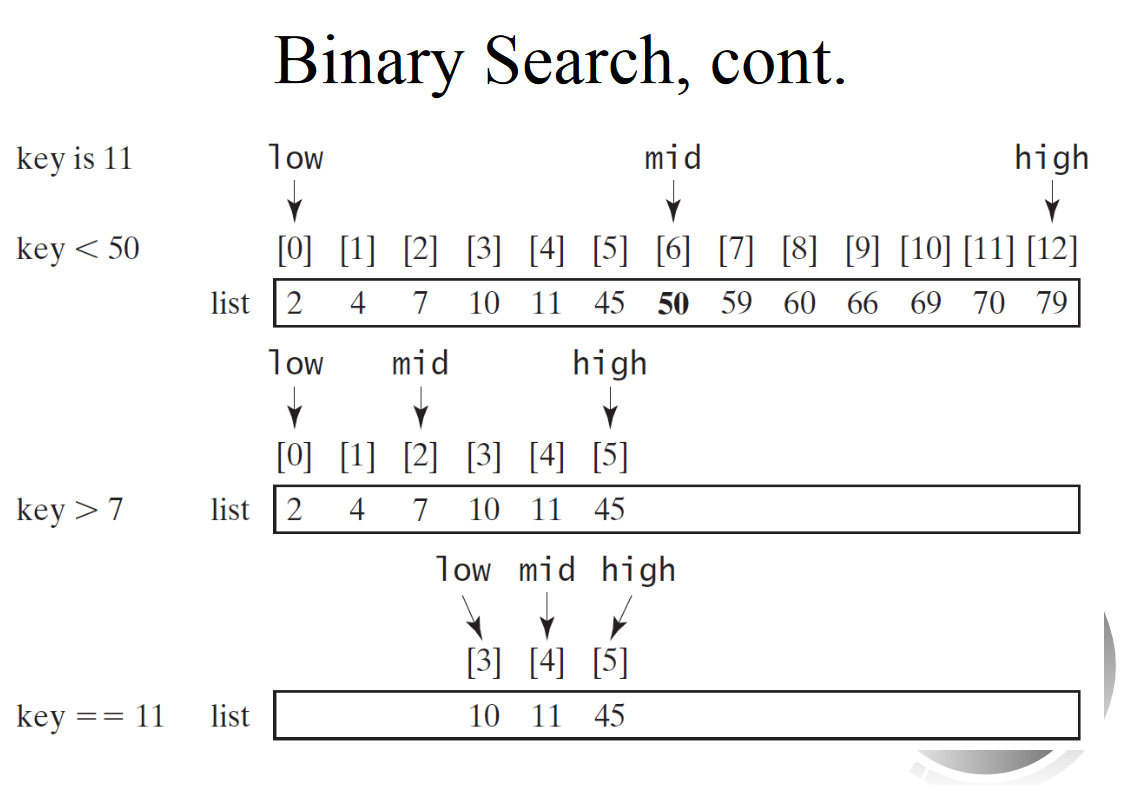 Binary Search, cont.
key is 11 low mid high
key < 50 [0] [1] [2] [3] [4] [5] [6] [7] [8] [9] [10] [11] [12]
list 2 4 7 10 11 45 50 59 60 66 69 70 79
low mid high
[0] [1] [2] [3] [4] [5]
key > 7 list 2 4 7 10 11 45
low mid high
[3] [4] [5]
key == 11 list 10 11 45